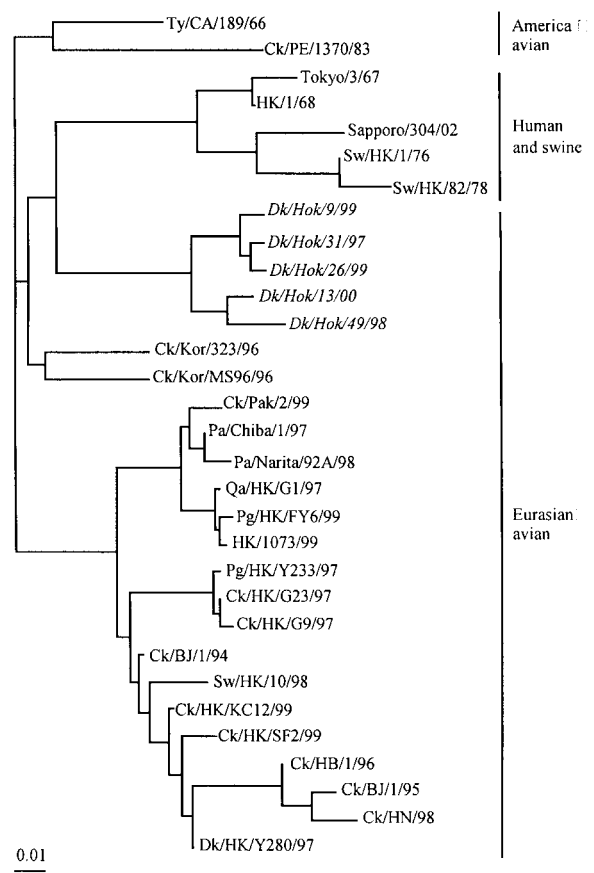 Ty/CA/189/66
Ck/PE/1370/83
America
avian
Tokyo/3/67
HK/1/68
Sapporo/304/02
Sw/HK/1/76
Sw/HK/82/78
Human
and swine
Dk/Hok/9/99
Dk/Hok/31/97
Dk/Hok/26/99
Dk/Hok/13/00
Dk/Hok/49/98
Ck/Kor/323/96
Ck/Kor/MS96/96
Ck/Pak/2/99
Pa/Chiba/1/97
Pa/Narita/92A/98
Qa/HK/G1/97
Pg/HK/FY6/99
HK/1073/99
Pg/HK/Y233/97
Ck/HK/G23/97
Ck/HK/G9/97
Ck/BJ/1/94
Sw/HK/10/98
Ck/HK/KC12/99
Ck/HK/SF2/99
Ck/HB/1/96
Ck/BJ/1/95
Ck/HN/98
Dk/HK/Y280/97
Eurasian
avian
0.01